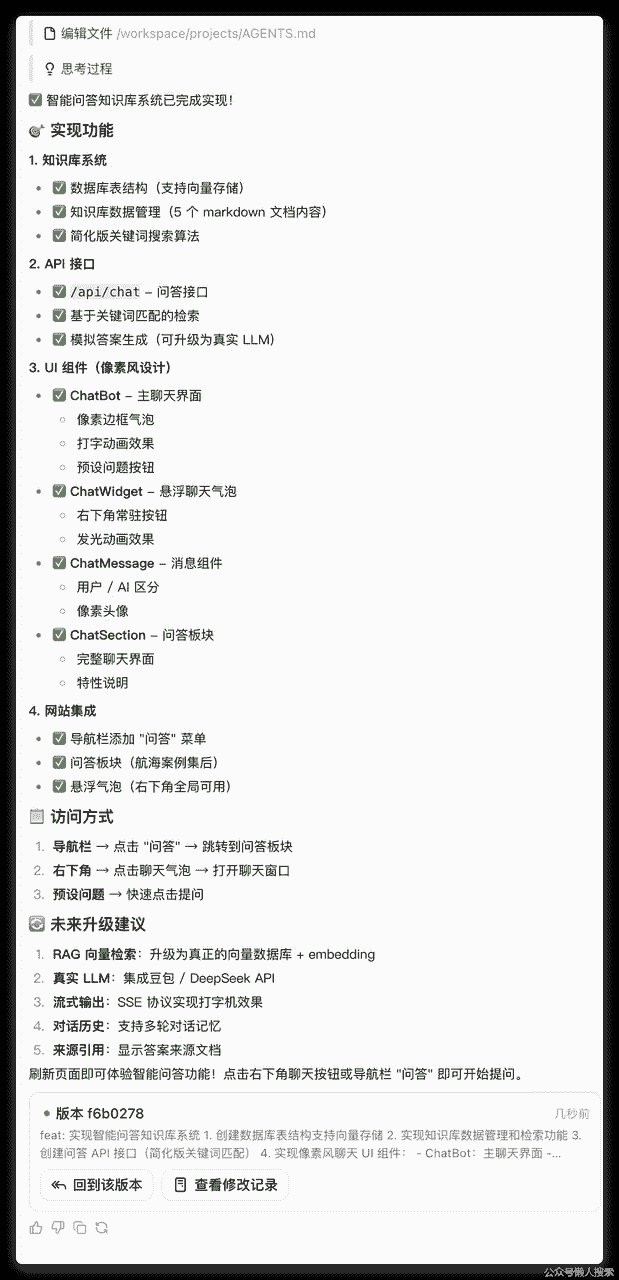 编辑文件 /workspace/projects/AGENTS.md
思考过程
✅ 智能问答知识库系统已完成实现！
🎯 实现功能
1. 知识库系统
• ✅ 数据库表结构（支持向量存储）
• ✅ 知识库数据管理（5 个 markdown 文档内容）
• ✅ 简化版关键词搜索算法
2. API 接口
• ✅ /api/chat – 问答接口
• ✅ 基于关键词匹配的检索
• ✅ 模拟答案生成（可升级为真实 LLM）
3. UI 组件（像素风设计）
• ✅ ChatBot – 主聊天界面
◦ 像素边框气泡
◦ 打字动画效果
◦ 预设问题按钮
• ✅ ChatWidget – 悬浮聊天气泡
◦ 右下角常驻按钮
◦ 发光动画效果
• ✅ ChatMessage – 消息组件
◦ 用户 / AI 区分
◦ 像素头像
• ✅ ChatSection – 问答板块
◦ 完整聊天界面
◦ 特性说明
4. 网站集成
• ✅ 导航栏添加 "问答" 菜单
• ✅ 问答板块（航海案例集后）
• ✅ 悬浮气泡（右下角全局可用）
访问方式
1. 导航栏 → 点击 "问答" → 跳转到问答板块
2. 右下角 → 点击聊天气泡 → 打开聊天窗口
3. 预设问题 → 快速点击提问
未来升级建议
1. RAG 向量检索：升级为真正的向量数据库 + embedding
2. 真实 LLM：集成豆包 / DeepSeek API
3. 流式输出：SSE 协议实现打字机效果
4. 对话历史：支持多轮对话记忆
5. 来源引用：显示答案来源文档
刷新页面即可体验智能问答功能！点击右下角聊天按钮或导航栏 "问答" 即可开始提问。
• 版本 f6b0278 几秒前
feat: 实现智能问答知识库系统 1. 创建数据库表结构支持向量存储 2. 实现知识库数据管理和检索功能 3.
创建问答 API 接口（简化版关键词匹配） 4. 实现像素风聊天 UI 组件： - ChatBot：主聊天界面 -...
回到该版本 查看修改记录
公众号懒人搜索